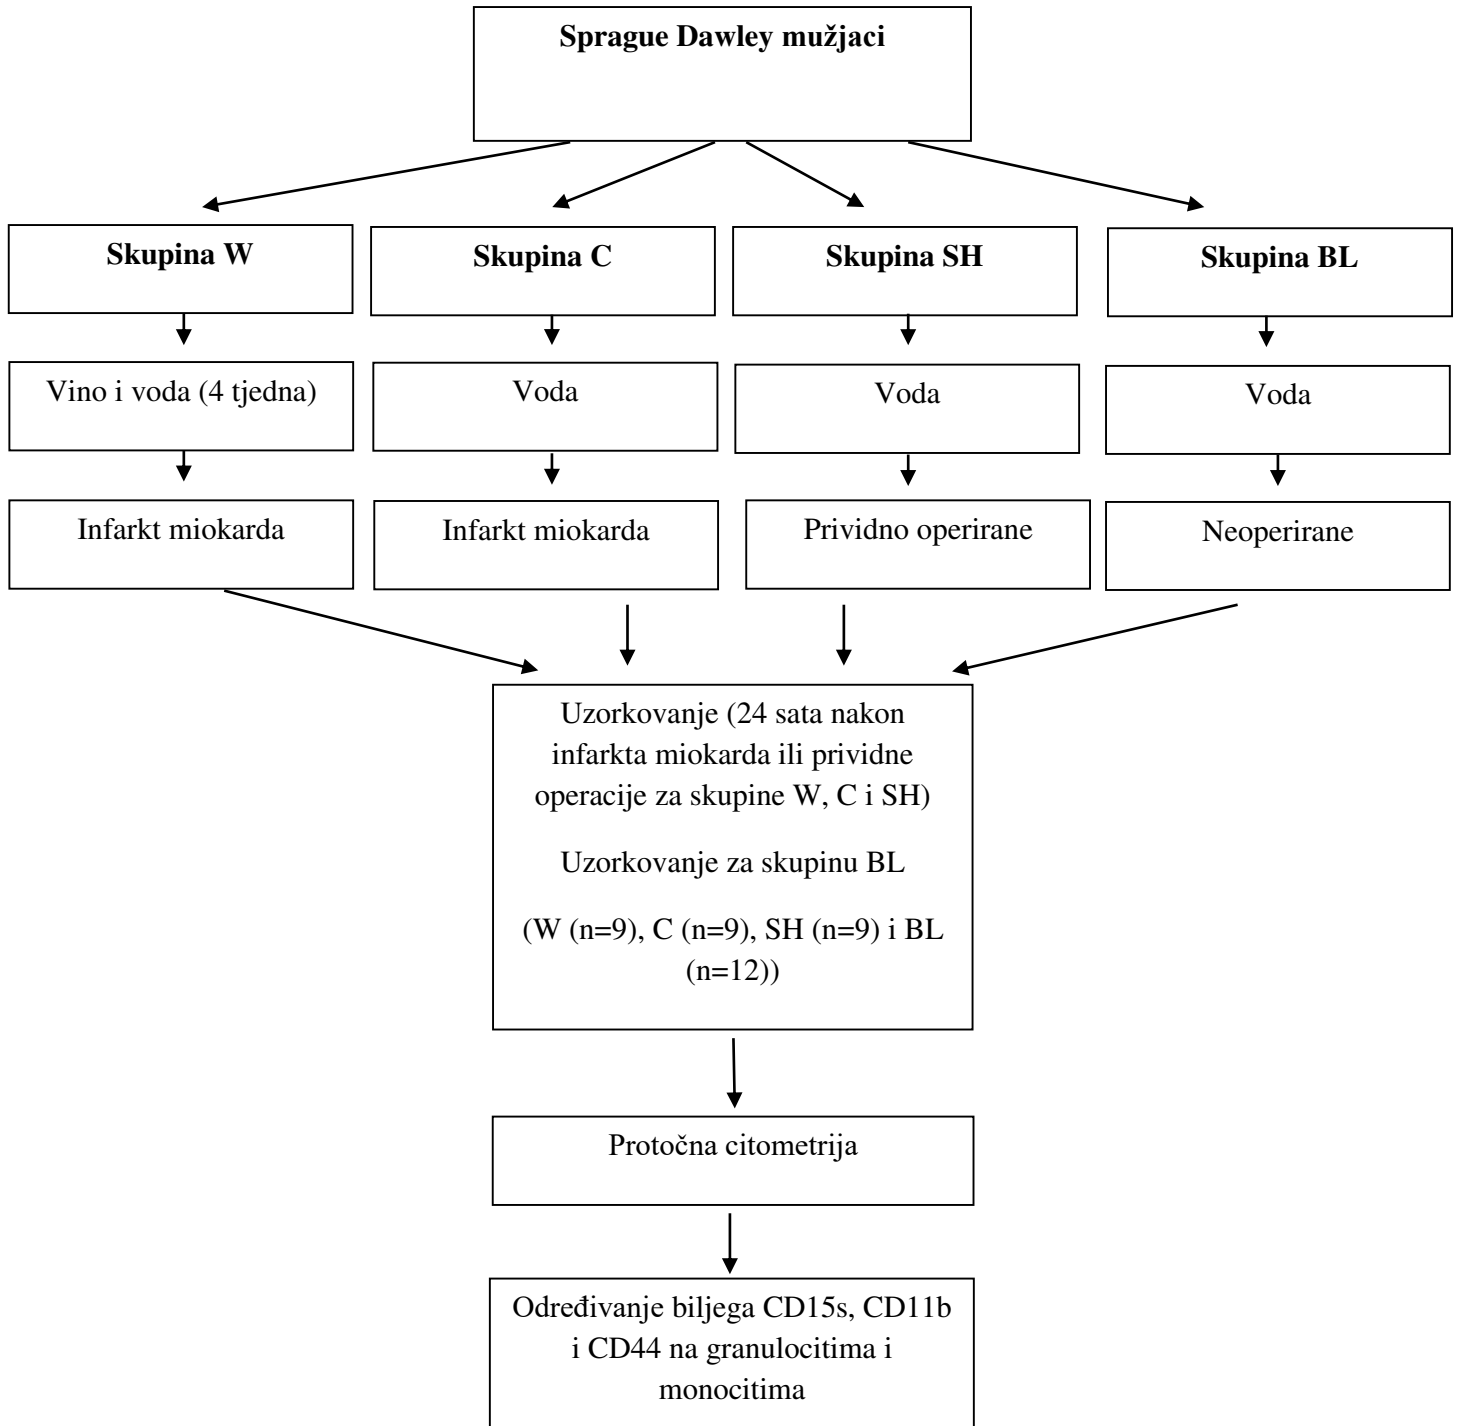 Sprague Dawley mužjaci
Skupina W
Skupina C
Skupina SH
Skupina BL
Vino i voda (4 tjedna)
Voda
Voda
Voda
Infarkt miokarda
Infarkt miokarda
Prividno operirane
Neoperirane
Uzorkovanje (24 sata nakon
infarkta miokarda ili prividne
operacije za skupine W, C i SH)
Uzorkovanje za skupinu BL
(W (n=9), C (n=9), SH (n=9) i BL
(n=12))
Protočna citometrija
Određivanje biljega CD15s, CD11b
i CD44 na granulocitima i
monocitima